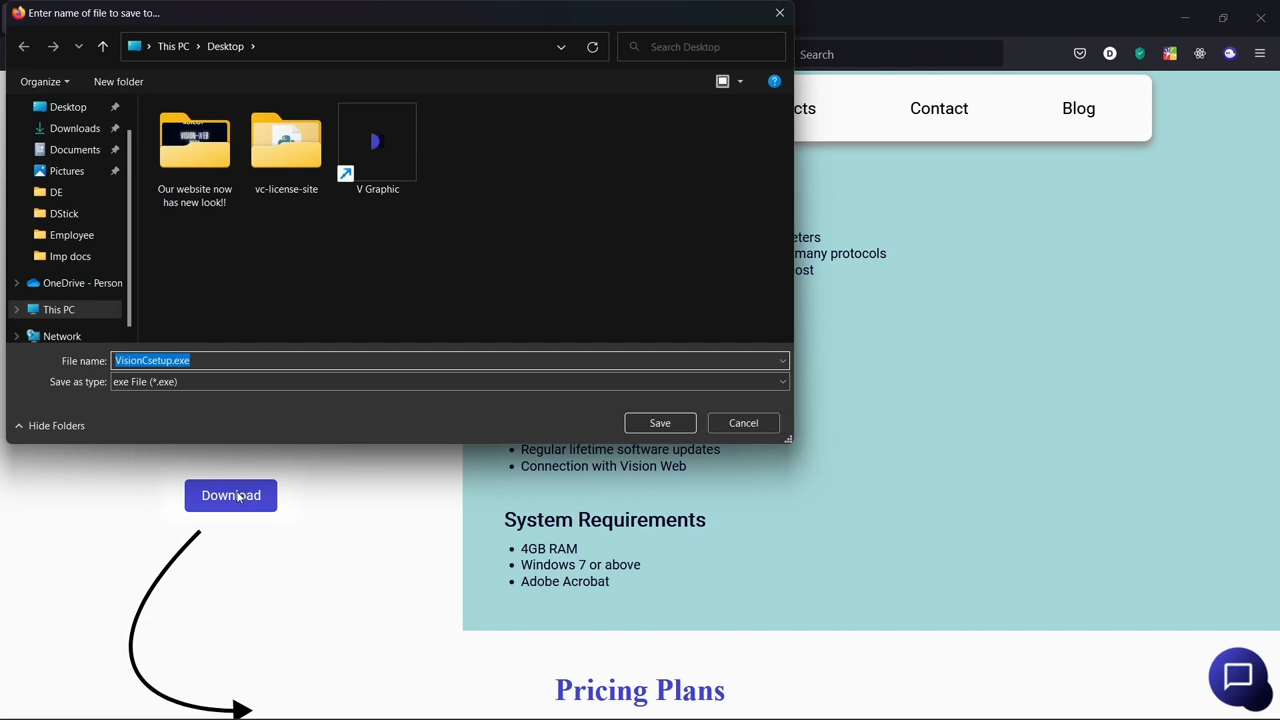 Enter name of file to save to...
This PC
Desktop
Search Desktop
Search
Organize
New folder
Desktop
Downloads
Documents
Pictures
DE
DStick
Employee
Imp docs
OneDrive - Person
This PC
Network
VISION-WEB
Our website now
has new look!!
vc-license-site
V Graphic
File name:
VisionCsetup.exe
Save as type:
exe File (*.exe)
Hide Folders
Save
Cancel
cts
Contact
Blog
eters
many protocols
ost
Regular lifetime software updates
Connection with Vision Web
Download
System Requirements
4GB RAM
Windows 7 or above
Adobe Acrobat
Pricing Plans